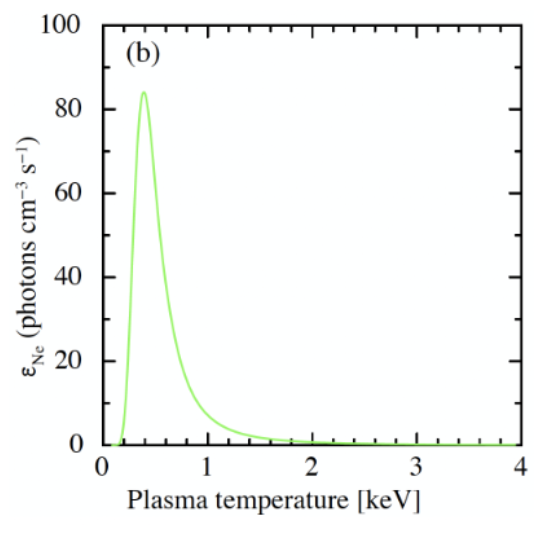 100
(b)
80
60
40
20
0
ε_Ne (photons cm⁻³ s⁻¹)
0 1 2 3 4
Plasma temperature [keV]